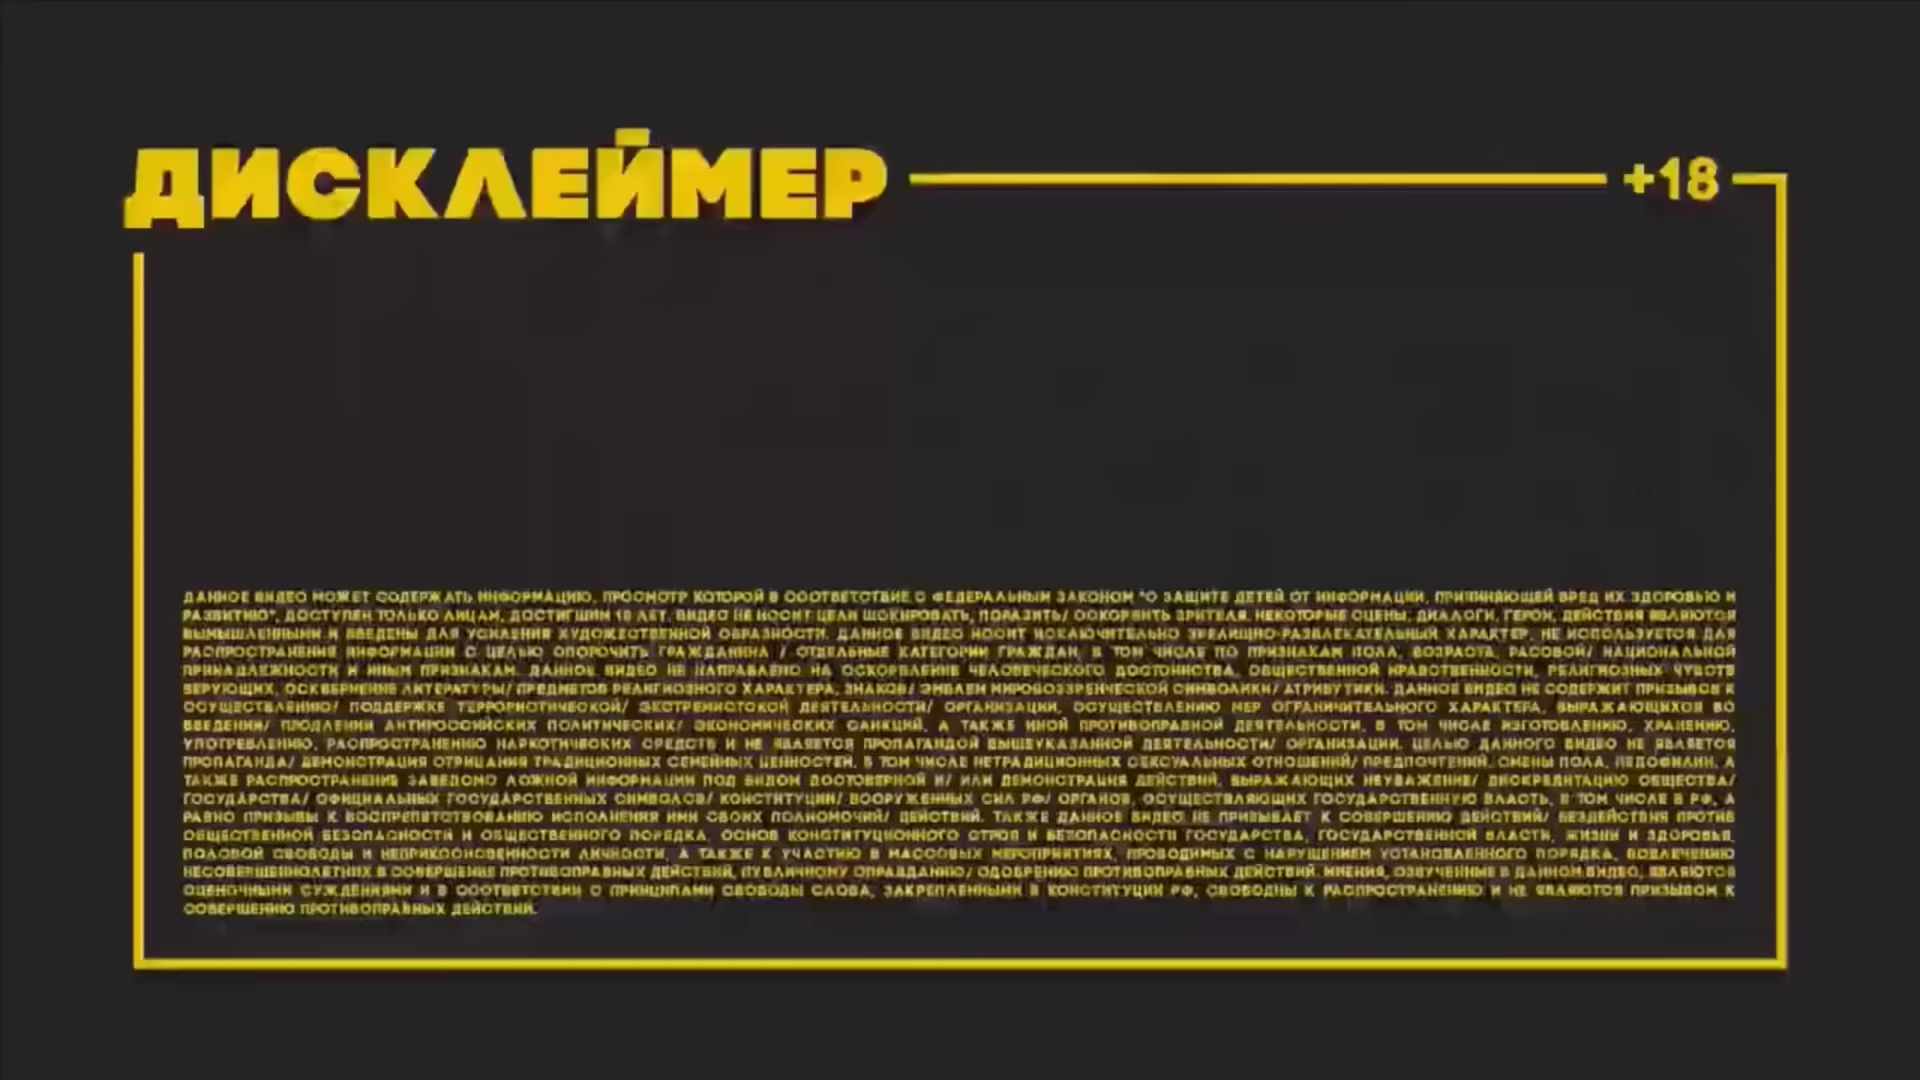 ДИСКЛЕЙМЕР
+18
ДАННОЕ ВИДЕО МОЖЕТ СОДЕРЖАТЬ ИНФОРМАЦИЮ, ПРОСМОТР КОТОРОЙ В СООТВЕТСТВИЕ С ФЕДЕРАЛЬНЫМ ЗАКОНОМ "О ЗАЩИТЕ ДЕТЕЙ ОТ ИНФОРМАЦИИ, ПРИЧИНЯЮЩЕЙ ВРЕД ИХ ЗДОРОВЬЮ И
РАЗВИТИЮ", ДОСТУПЕН ТОЛЬКО ЛИЦАМ, ДОСТИГШИМ 18 ЛЕТ. ВИДЕО НЕ НОСИТ ЦЕЛИ ШОКИРОВАТЬ, ПОРАЗИТЬ/ ОСКОРБИТЬ ЗРИТЕЛЯ. НЕКОТОРЫЕ СЦЕНЫ, ДИАЛОГИ, ГЕРОИ, ДЕЙСТВИЯ ЯВЛЯЮТСЯ
ВЫМЫШЛЕННЫМИ И ВВЕДЕНЫ ДЛЯ УСИЛЕНИЯ ХУДОЖЕСТВЕННОЙ ОБРАЗНОСТИ. ДАННОЕ ВИДЕО НОСИТ ИСКЛЮЧИТЕЛЬНО ЗРЕЛИЩНО-РАЗВЛЕКАТЕЛЬНЫЙ ХАРАКТЕР, НЕ ИСПОЛЬЗУЕТСЯ ДЛЯ
РАСПРОСТРАНЕНИЯ ИНФОРМАЦИИ С ЦЕЛЬЮ ОПОРОЧИТЬ ГРАЖДАНИНА / ОТДЕЛЬНЫЕ КАТЕГОРИИ ГРАЖДАН, В ТОМ ЧИСЛЕ ПО ПРИЗНАКАМ ПОЛА, ВОЗРАСТА, РАСОВОЙ/ НАЦИОНАЛЬНОЙ
ПРИНАДЛЕЖНОСТИ И ИНЫМ ПРИЗНАКАМ. ДАННОЕ ВИДЕО НЕ НАПРАВЛЕНО НА ОСКОРБЛЕНИЕ ЧЕЛОВЕЧЕСКОГО ДОСТОИНСТВА, ОБЩЕСТВЕННОЙ НРАВСТВЕННОСТИ, РЕЛИГИОЗНЫХ ЧУВСТВ
ВЕРУЮЩИХ, ОСКВЕРНЕНИЕ ЛИТЕРАТУРЫ/ ПРЕДМЕТОВ РЕЛИГИОЗНОГО ХАРАКТЕРА, ЗНАКОВ/ ЭМБЛЕМ МИРОВОЗЗРЕНЧЕСКОЙ СИМВОЛИКИ/ АТРИБУТИКИ. ДАННОЕ ВИДЕО НЕ СОДЕРЖИТ ПРИЗЫВОВ К
ОСУЩЕСТВЛЕНИЮ/ ПОДДЕРЖКЕ ТЕРРОРИСТИЧЕСКОЙ/ ЭКСТРЕМИСТСКОЙ ДЕЯТЕЛЬНОСТИ/ ОРГАНИЗАЦИИ, ОСУЩЕСТВЛЕНИЮ МЕР ОГРАНИЧИТЕЛЬНОГО ХАРАКТЕРА, ВЫРАЖАЮЩИХСЯ ВО
ВВЕДЕНИИ/ ПРОДЛЕНИИ АНТИРОССИЙСКИХ ПОЛИТИЧЕСКИХ/ ЭКОНОМИЧЕСКИХ САНКЦИЙ, А ТАКЖЕ ИНОЙ ПРОТИВОПРАВНОЙ ДЕЯТЕЛЬНОСТИ, В ТОМ ЧИСЛЕ ИЗГОТОВЛЕНИЮ, ХРАНЕНИЮ,
УПОТРЕБЛЕНИЮ, РАСПРОСТРАНЕНИЮ НАРКОТИЧЕСКИХ СРЕДСТВ И НЕ ЯВЛЯЕТСЯ ПРОПАГАНДОЙ ВЫШЕУКАЗАННОЙ ДЕЯТЕЛЬНОСТИ/ ОРГАНИЗАЦИИ. ЦЕЛЬЮ ДАННОГО ВИДЕО НЕ ЯВЛЯЕТСЯ
ПРОПАГАНДА/ ДЕМОНСТРАЦИЯ ОТРИЦАНИЯ ТРАДИЦИОННЫХ СЕМЕЙНЫХ ЦЕННОСТЕЙ, В ТОМ ЧИСЛЕ НЕТРАДИЦИОННЫХ СЕКСУАЛЬНЫХ ОТНОШЕНИЙ/ ПРЕДПОЧТЕНИЙ, СМЕНЫ ПОЛА, ПЕДОФИЛИИ, А
ТАКЖЕ РАСПРОСТРАНЕНИЕ ЗАВЕДОМО ЛОЖНОЙ ИНФОРМАЦИИ ПОД ВИДОМ ДОСТОВЕРНОЙ И/ ИЛИ ДЕМОНСТРАЦИЯ ДЕЙСТВИЙ, ВЫРАЖАЮЩИХ НЕУВАЖЕНИЕ/ ДИСКРЕДИТАЦИЮ ОБЩЕСТВА/
ГОСУДАРСТВА/ ОФИЦИАЛЬНЫХ ГОСУДАРСТВЕННЫХ СИМВОЛОВ/ КОНСТИТУЦИИ/ ВООРУЖЕННЫХ СИЛ РФ/ ОРГАНОВ, ОСУЩЕСТВЛЯЮЩИХ ГОСУДАРСТВЕННУЮ ВЛАСТЬ, В ТОМ ЧИСЛЕ В РФ, А
РАВНО ПРИЗЫВЫ К ВОСПРЕПЯТСТВОВАНИЮ ИСПОЛНЕНИЯ ИМИ СВОИХ ПОЛНОМОЧИЙ/ ДЕЙСТВИЙ. ТАКЖЕ ДАННОЕ ВИДЕО НЕ ПРИЗЫВАЕТ К СОВЕРШЕНИЮ ДЕЙСТВИЙ/ БЕЗДЕЙСТВИЯ ПРОТИВ
ОБЩЕСТВЕННОЙ БЕЗОПАСНОСТИ И ОБЩЕСТВЕННОГО ПОРЯДКА, ОСНОВ КОНСТИТУЦИОННОГО СТРОЯ И БЕЗОПАСНОСТИ ГОСУДАРСТВА, ГОСУДАРСТВЕННОЙ ВЛАСТИ, ЖИЗНИ И ЗДОРОВЬЯ,
ПОЛОВОЙ СВОБОДЫ И НЕПРИКОСНОВЕННОСТИ ЛИЧНОСТИ, А ТАКЖЕ К УЧАСТИЮ В МАССОВЫХ МЕРОПРИЯТИЯХ, ПРОВОДИМЫХ С НАРУШЕНИЕМ УСТАНОВЛЕННОГО ПОРЯДКА, ВОВЛЕЧЕНИЮ
НЕСОВЕРШЕННОЛЕТНИХ В СОВЕРШЕНИЕ ПРОТИВОПРАВНЫХ ДЕЙСТВИЙ, ПУБЛИЧНОМУ ОПРАВДАНИЮ/ ОДОБРЕНИЮ ПРОТИВОПРАВНЫХ ДЕЙСТВИЙ. МНЕНИЯ, ОЗВУЧЕННЫЕ В ДАННОМ ВИДЕО, ЯВЛЯЮТСЯ
ОЦЕНОЧНЫМИ СУЖДЕНИЯМИ И В СООТВЕТСТВИИ С ПРИНЦИПАМИ СВОБОДЫ СЛОВА, ЗАКРЕПЛЕННЫМИ В КОНСТИТУЦИИ РФ, СВОБОДНЫ К РАСПРОСТРАНЕНИЮ И НЕ ЯВЛЯЮТСЯ ПРИЗЫВОМ К
СОВЕРШЕНИЮ ПРОТИВОПРАВНЫХ ДЕЙСТВИЙ.